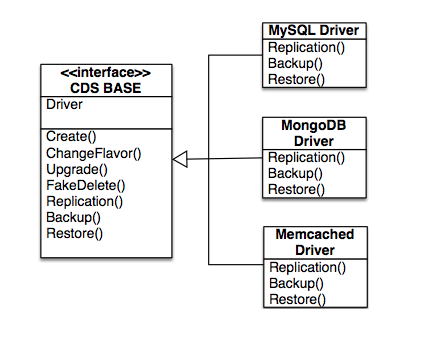 <<interface>>
CDS BASE
Driver
Create()
ChangeFlavor()
Upgrade()
FakeDelete()
Replication()
Backup()
Restore()
MySQL Driver
Replication()
Backup()
Restore()
MongoDB
Driver
Replication()
Backup()
Restore()
Memcached
Driver
Replication()
Backup()
Restore()